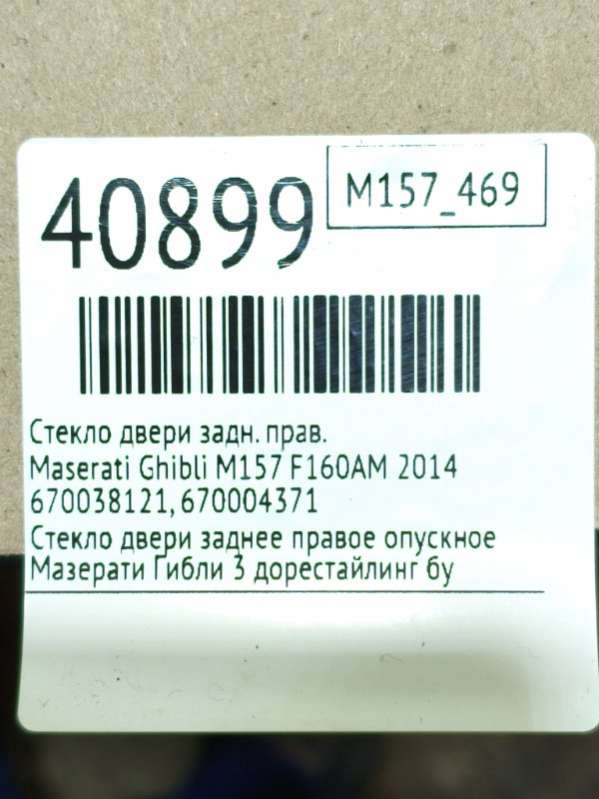 40899
M157_469
Стекло двери задн. прав.
Maserati Ghibli M157 F160AM 2014
670038121, 670004371
Стекло двери заднее правое опускное
Мазерати Гибли 3 дорестайлинг бу